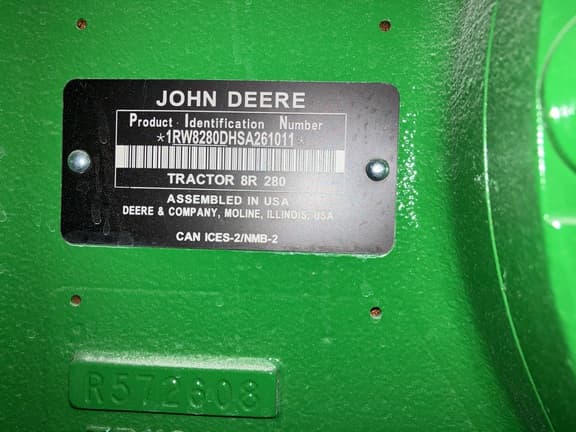 JOHN DEERE
Product Identification Number
*1RW8280DHSA261011*
TRACTOR 8R 280
ASSEMBLED IN USA
DEERE & COMPANY, MOLINE, ILLINOIS, USA
CAN ICES-2/NMB-2
R572608